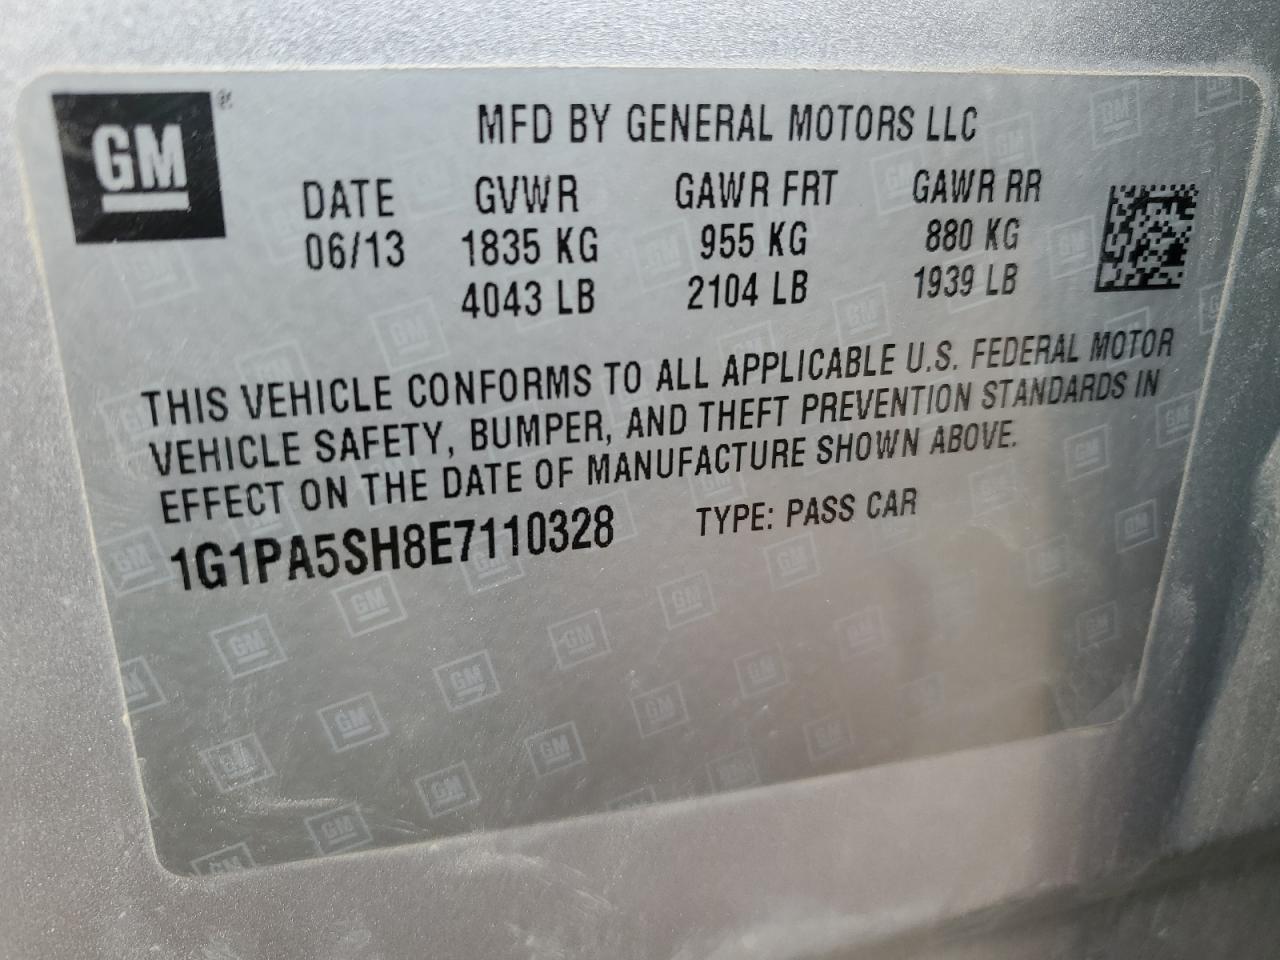 GM®
MFD BY GENERAL MOTORS LLC
DATE GVWR GAWR FRT GAWR RR
06/13 1835 KG 955 KG 880 KG
4043 LB 2104 LB 1939 LB
THIS VEHICLE CONFORMS TO ALL APPLICABLE U.S. FEDERAL MOTOR
VEHICLE SAFETY, BUMPER, AND THEFT PREVENTION STANDARDS IN
EFFECT ON THE DATE OF MANUFACTURE SHOWN ABOVE.
1G1PA5SH8E7110328 TYPE: PASS CAR